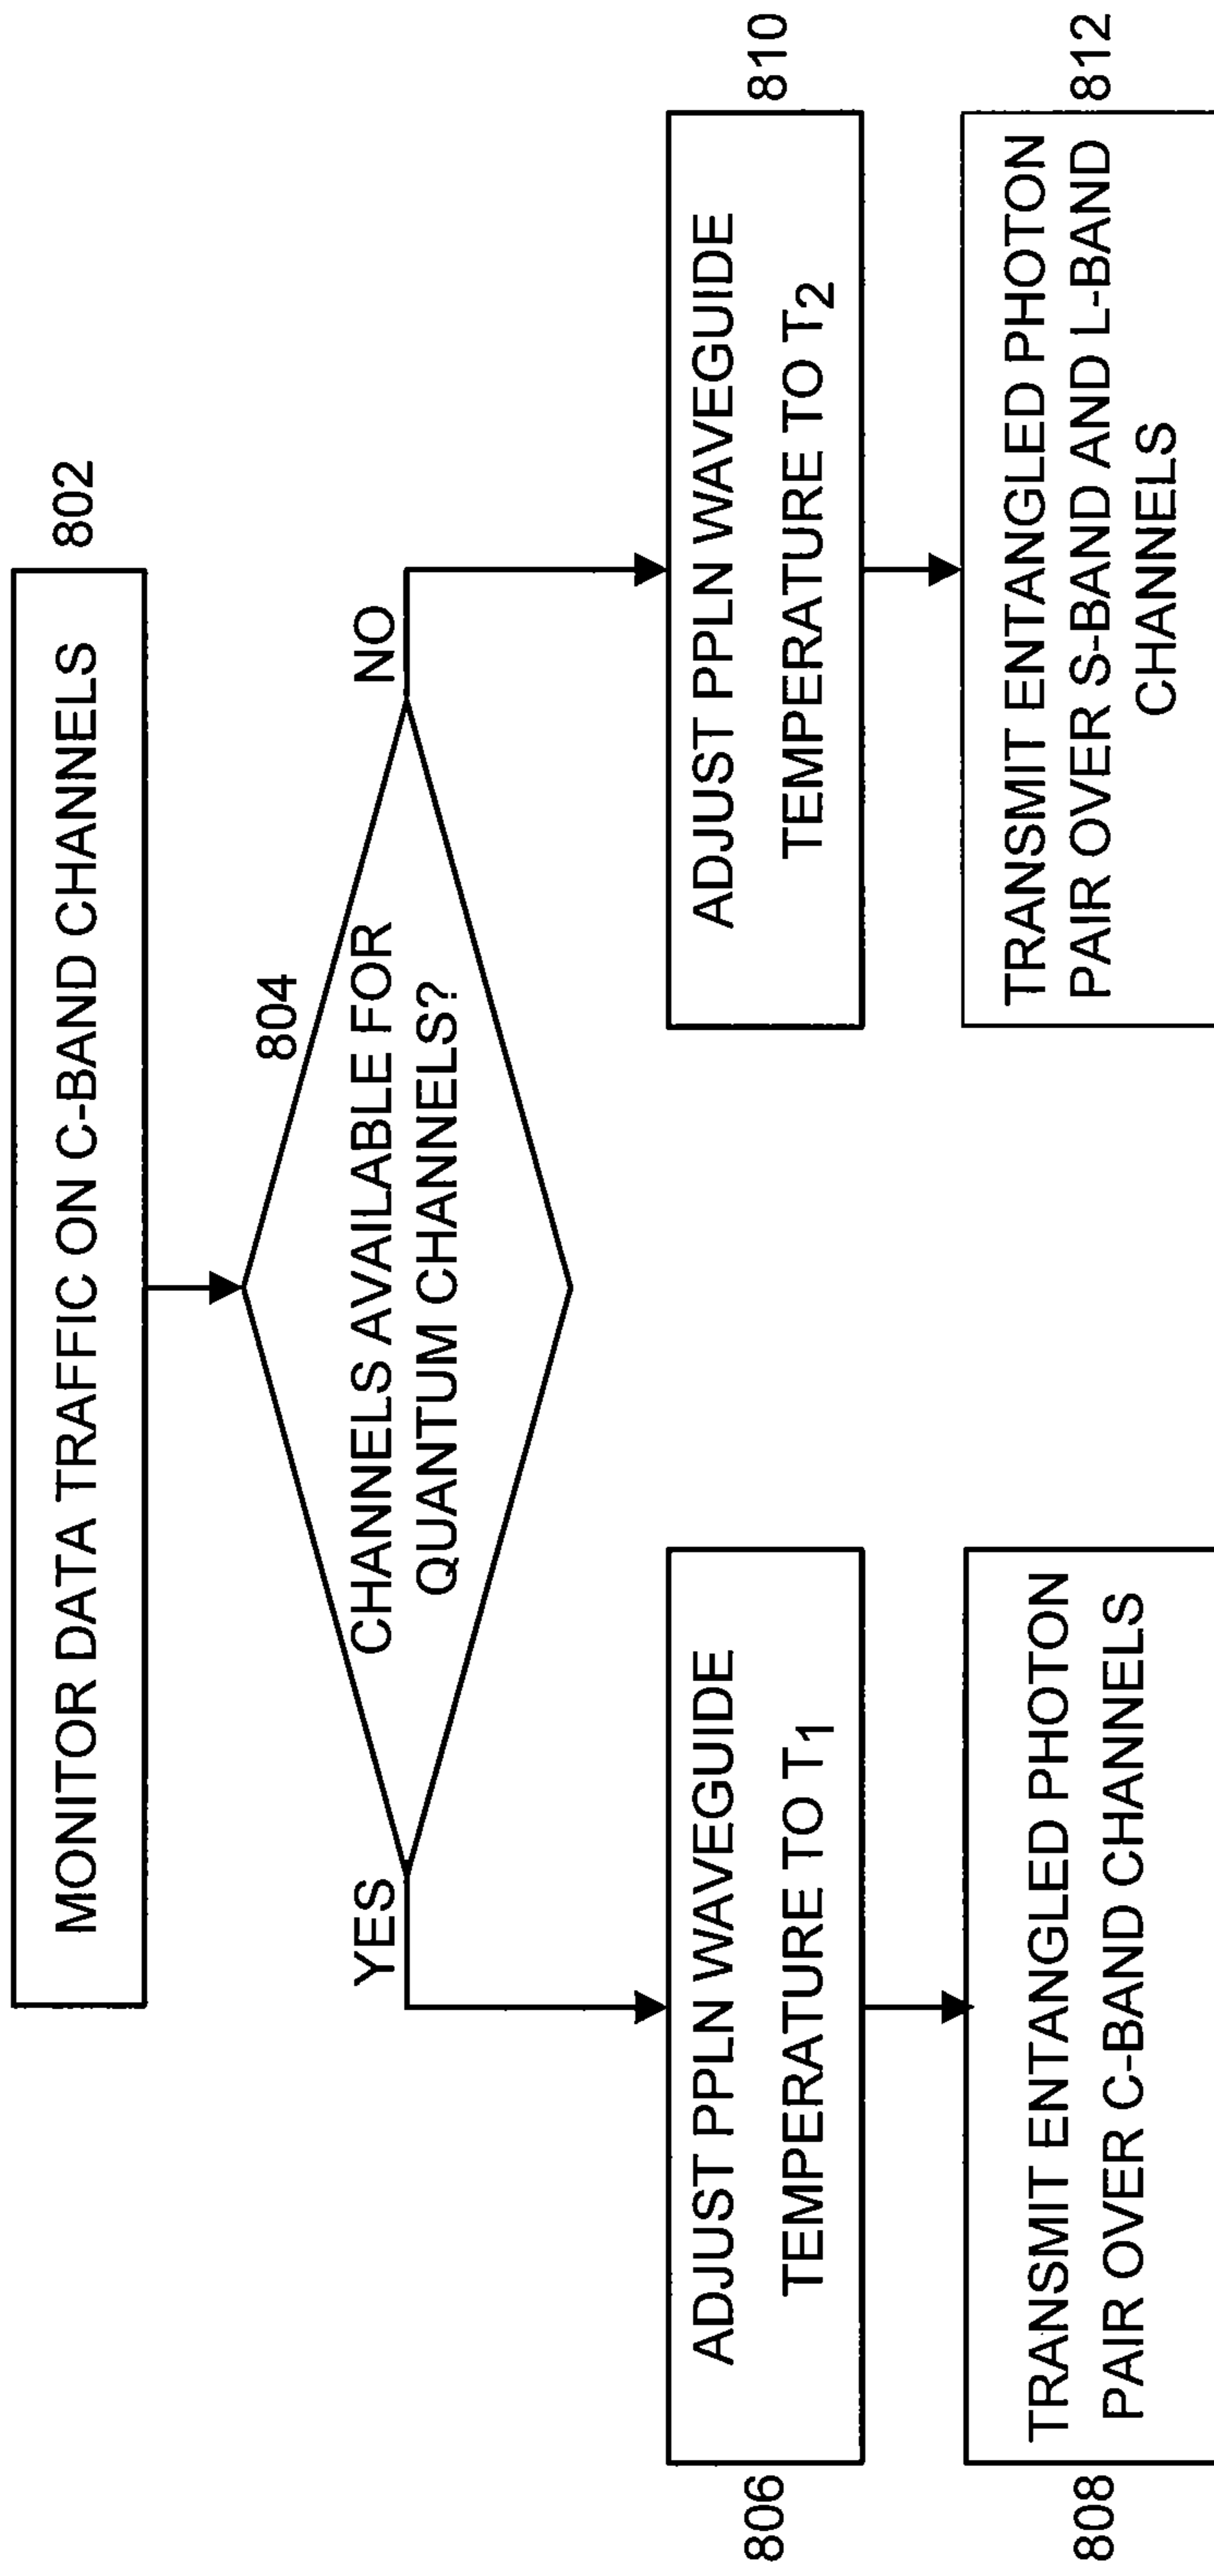 MONITOR DATA TRAFFIC ON C-BAND CHANNELS
802
804
CHANNELS AVAILABLE FOR
QUANTUM CHANNELS?
YES
NO
806
ADJUST PPLN WAVEGUIDE
TEMPERATURE TO T1
ADJUST PPLN WAVEGUIDE
TEMPERATURE TO T2
810
808
TRANSMIT ENTANGLED PHOTON
PAIR OVER C-BAND CHANNELS
TRANSMIT ENTANGLED PHOTON
PAIR OVER S-BAND AND L-BAND
CHANNELS
812